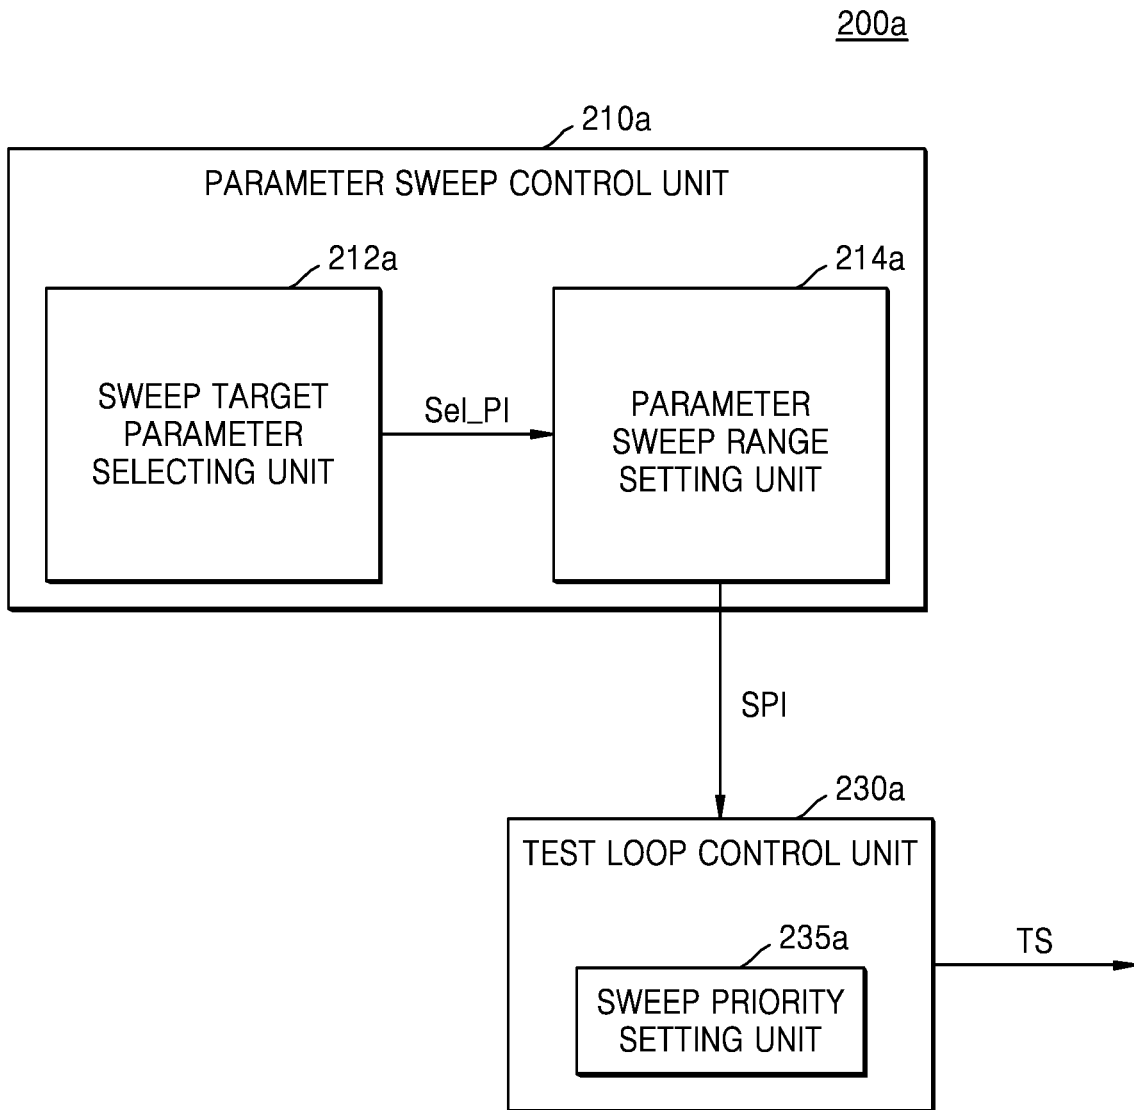 200a
210a
PARAMETER SWEEP CONTROL UNIT
212a
214a
SWEEP TARGET
PARAMETER
SELECTING UNIT
Sel_PI
PARAMETER
SWEEP RANGE
SETTING UNIT
SPI
230a
TEST LOOP CONTROL UNIT
235a
SWEEP PRIORITY
SETTING UNIT
TS